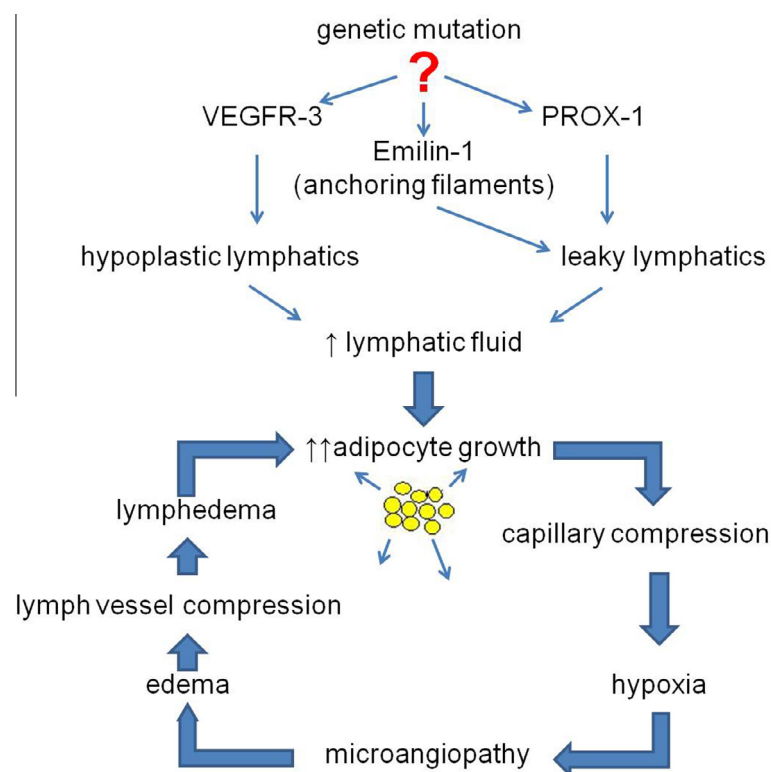 genetic mutation
?
VEGFR-3
PROX-1
Emilin-1
(anchoring filaments)
hypoplastic lymphatics
leaky lymphatics
↑ lymphatic fluid
↑↑adipocyte growth
lymphedema
capillary compression
lymph vessel compression
edema
hypoxia
microangiopathy